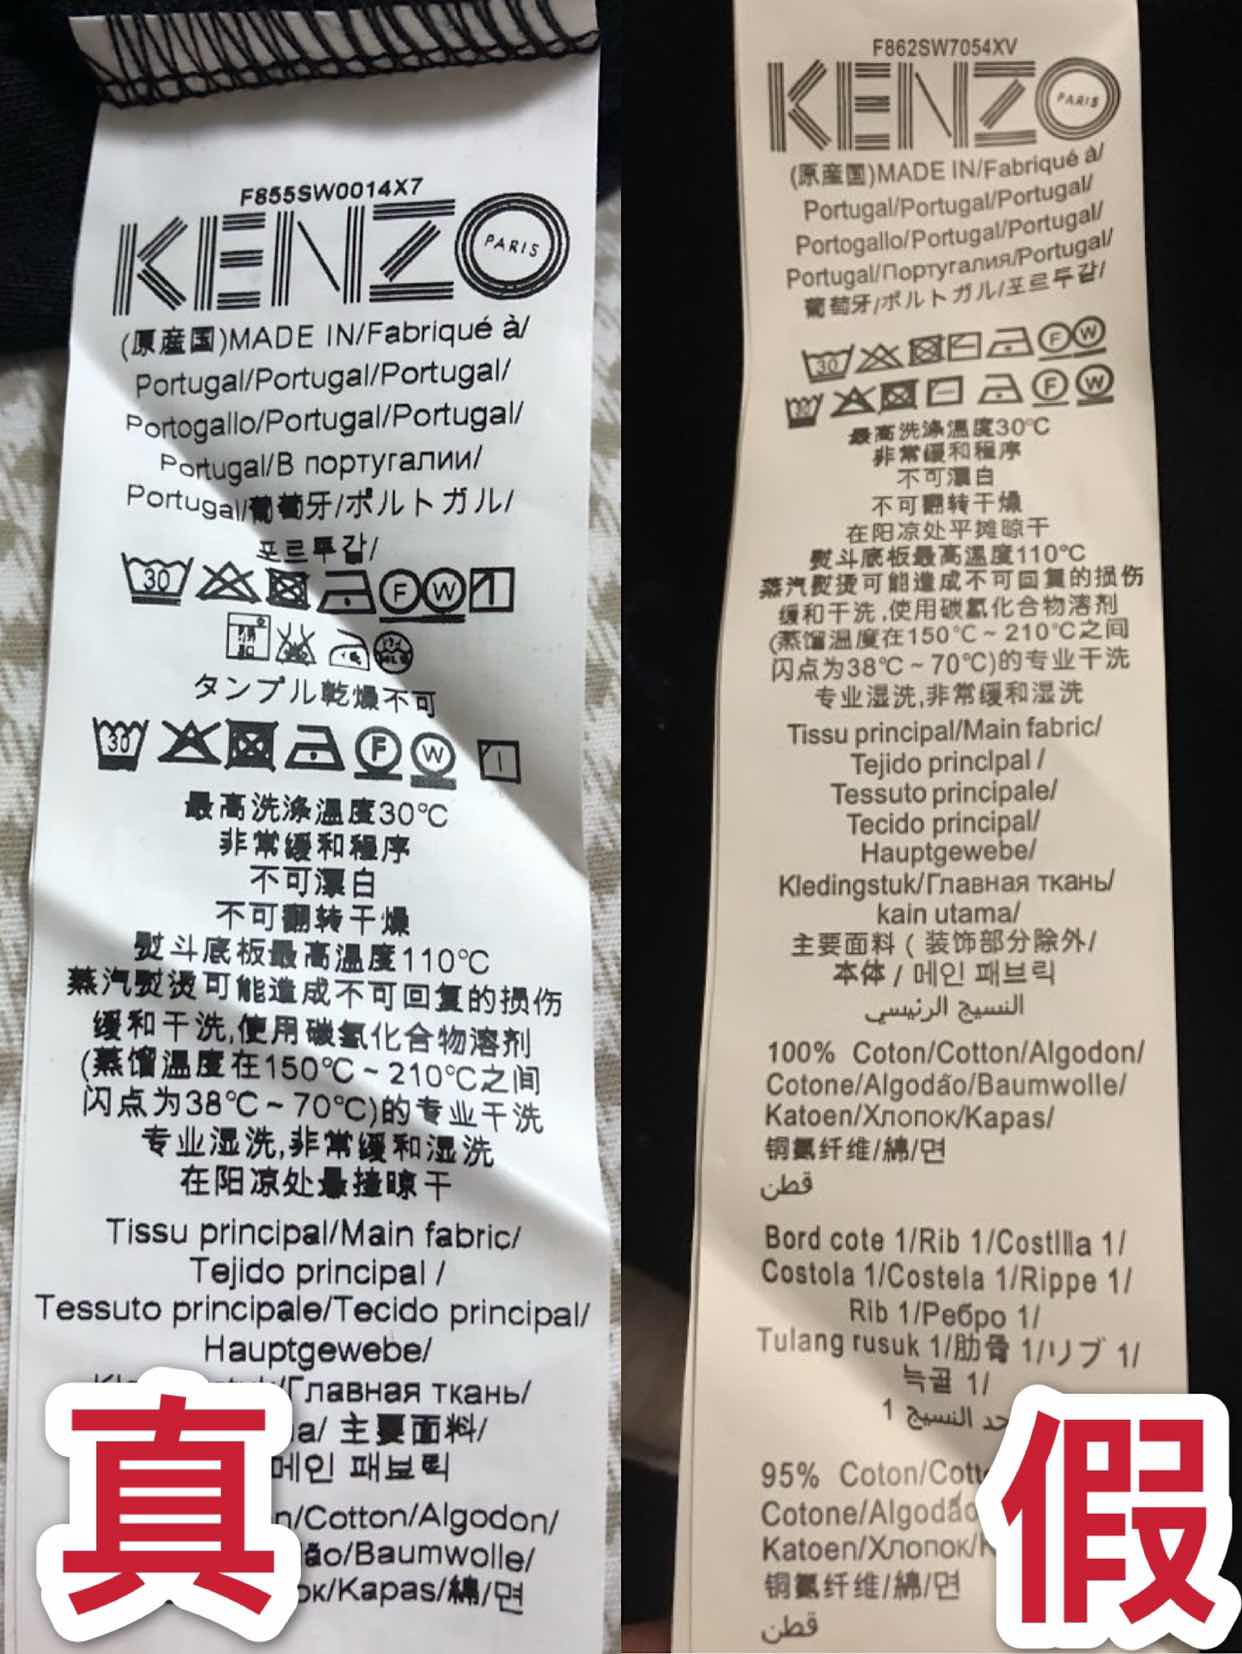 F855SW0014X7
KENZO PARIS
(原産国)MADE IN/Fabriqué à/
Portugal/Portugal/Portugal/
Portogallo/Portugal/Portugal/
Portugal/В португалии/
Portugal/葡萄牙/ポルトガル/
포르투갈/
30 F W
タンブル乾燥不可
30 F W
最高洗涤温度30℃
非常缓和程序
不可漂白
不可翻转干燥
熨斗底板最高温度110℃
蒸汽熨烫可能造成不可回复的损伤
缓和干洗,使用碳氢化合物溶剂
(蒸馏温度在150℃~210℃之间
闪点为38℃~70℃)的专业干洗
专业湿洗,非常缓和湿洗
在阳凉处悬挂晾干
Tissu principal/Main fabric/
Tejido principal /
Tessuto principale/Tecido principal/
Hauptgewebe/
/Главная ткань/
a/ 主要面料/
메인 패브릭
n/Cotton/Algodon/
ão/Baumwolle/
ок/Kapas/綿/면
真
F862SW7054XV
KENZO PARIS
(原産国)MADE IN/Fabriqué à/
Portugal/Portugal/Portugal/
Portogallo/Portugal/Portugal/
Portugal/Португалия/Portugal/
葡萄牙/ポルトガル/포르투갈/
30 F W
30 F W
最高洗涤温度30℃
非常缓和程序
不可漂白
不可翻转干燥
在阳凉处平摊晾干
熨斗底板最高温度110℃
蒸汽熨烫可能造成不可回复的损伤
缓和干洗,使用碳氢化合物溶剂
(蒸馏温度在150℃~210℃之间
闪点为38℃~70℃)的专业干洗
专业湿洗,非常缓和湿洗
Tissu principal/Main fabric/
Tejido princlpal /
Tessuto principale/
Tecido principal/
Hauptgewebe/
Kledingstuk/Главная ткань/
kain utama/
主要面料 ( 装饰部分除外/
本体 / 메인 패브릭
النسيج الرئيسي
100% Coton/Cotton/Algodon/
Cotone/Algodão/Baumwolle/
Katoen/Хлопок/Kapas/
铜氨纤维/綿/면
قطن
Bord cote 1/Rib 1/Costllla 1/
Costola 1/Costela 1/Rippe 1/
Rib 1/Ребро 1/
Tulang rusuk 1/肋骨 1/リブ 1/
늑골 1/
حد النسيج 1
95% Coton/Cott
Cotone/Algodão
Katoen/Хлопок/K
铜氨纤维/綿/면
قطن
假